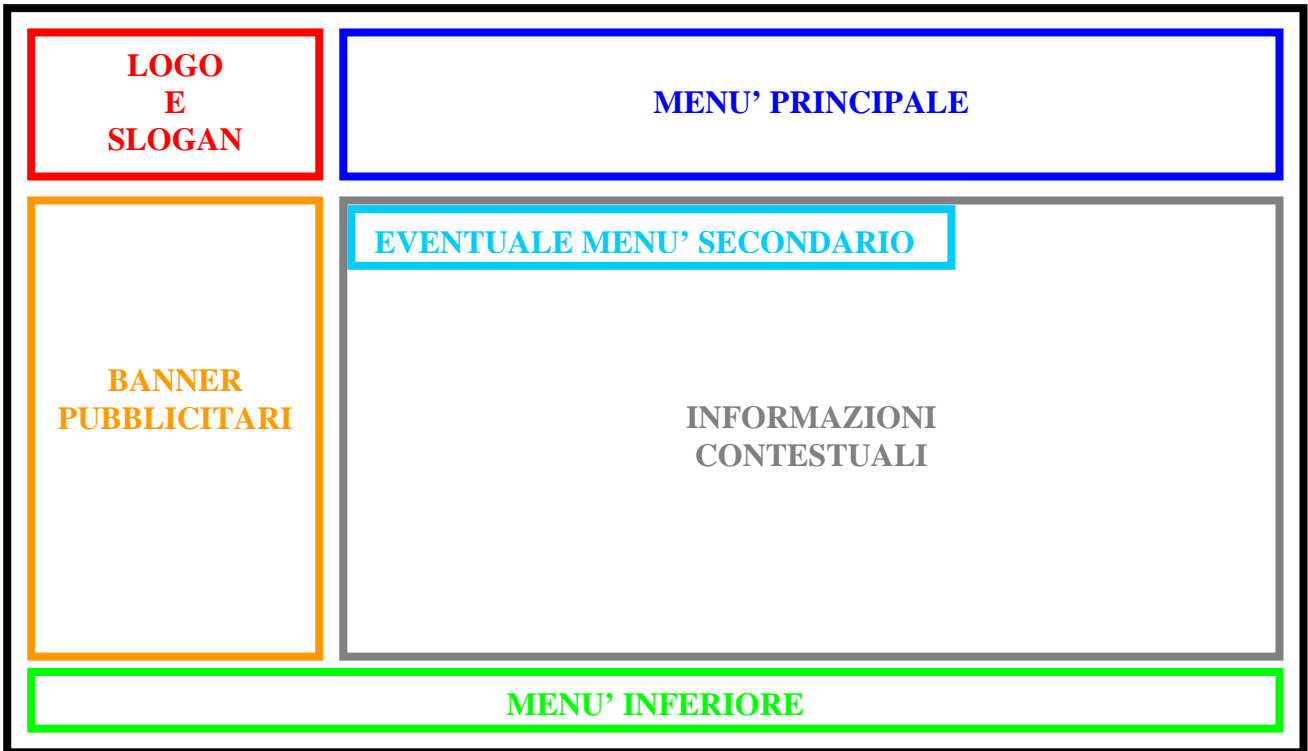 LOGO
E
SLOGAN
MENU’ PRINCIPALE
EVENTUALE MENU’ SECONDARIO
BANNER
PUBBLICITARI
INFORMAZIONI
CONTESTUALI
MENU’ INFERIORE